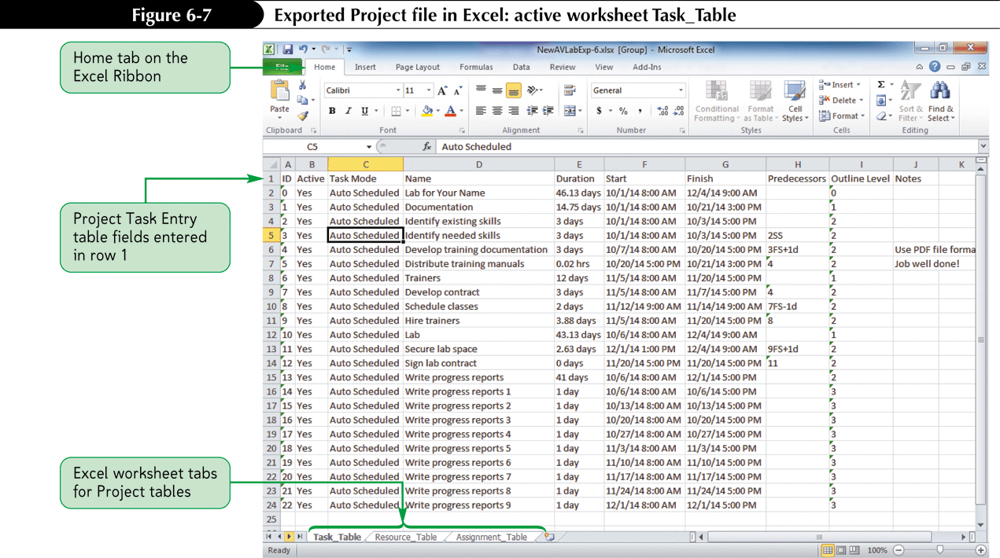 Figure 6-7 Exported Project file in Excel: active worksheet Task_Table
Home tab on the
Excel Ribbon
Project Task Entry
table fields entered
in row 1
Excel worksheet tabs
for Project tables
NewAVLabExp-6.xlsx [Group] - Microsoft Excel
File Home Insert Page Layout Formulas Data Review View Add-Ins
Paste
Clipboard
Calibri 11
B I U
Font
Alignment
General
$ % ,
Number
Conditional
Formatting
Format
as Table
Cell
Styles
Styles
Insert
Delete
Format
Cells
Σ
Sort &
Filter
Find &
Select
Editing
C5 fx Auto Scheduled
A B C D E F G H I J K
1 ID Active Task Mode Name Duration Start Finish Predecessors Outline Level Notes
2 0 Yes Auto Scheduled Lab for Your Name 46.13 days 10/1/14 8:00 AM 12/4/14 9:00 AM 0
3 1 Yes Auto Scheduled Documentation 14.75 days 10/1/14 8:00 AM 10/21/14 3:00 PM 1
4 2 Yes Auto Scheduled Identify existing skills 3 days 10/1/14 8:00 AM 10/3/14 5:00 PM 2
5 3 Yes Auto Scheduled Identify needed skills 3 days 10/1/14 8:00 AM 10/3/14 5:00 PM 2SS 2
6 4 Yes Auto Scheduled Develop training documentation 3 days 10/7/14 8:00 AM 10/20/14 5:00 PM 3FS+1d 2 Use PDF file forma
7 5 Yes Auto Scheduled Distribute training manuals 0.02 hrs 10/20/14 5:00 PM 10/21/14 3:00 PM 4 2 Job well done!
8 6 Yes Auto Scheduled Trainers 12 days 11/5/14 8:00 AM 11/20/14 5:00 PM 1
9 7 Yes Auto Scheduled Develop contract 3 days 11/5/14 8:00 AM 11/7/14 5:00 PM 4 2
10 8 Yes Auto Scheduled Schedule classes 2 days 11/12/14 9:00 AM 11/14/14 9:00 AM 7FS-1d 2
11 9 Yes Auto Scheduled Hire trainers 3.88 days 11/5/14 8:00 AM 11/20/14 5:00 PM 8 2
12 10 Yes Auto Scheduled Lab 43.13 days 10/6/14 8:00 AM 12/4/14 9:00 AM 1
13 11 Yes Auto Scheduled Secure lab space 2.63 days 12/1/14 1:00 PM 12/4/14 9:00 AM 9FS+1d 2
14 12 Yes Auto Scheduled Sign lab contract 0 days 11/20/14 5:00 PM 11/20/14 5:00 PM 11 2
15 13 Yes Auto Scheduled Write progress reports 41 days 10/6/14 8:00 AM 12/1/14 5:00 PM 2
16 14 Yes Auto Scheduled Write progress reports 1 1 day 10/6/14 8:00 AM 10/6/14 5:00 PM 3
17 15 Yes Auto Scheduled Write progress reports 2 1 day 10/13/14 8:00 AM 10/13/14 5:00 PM 3
18 16 Yes Auto Scheduled Write progress reports 3 1 day 10/20/14 8:00 AM 10/20/14 5:00 PM 3
19 17 Yes Auto Scheduled Write progress reports 4 1 day 10/27/14 8:00 AM 10/27/14 5:00 PM 3
20 18 Yes Auto Scheduled Write progress reports 5 1 day 11/3/14 8:00 AM 11/3/14 5:00 PM 3
21 19 Yes Auto Scheduled Write progress reports 6 1 day 11/10/14 8:00 AM 11/10/14 5:00 PM 3
22 20 Yes Auto Scheduled Write progress reports 7 1 day 11/17/14 8:00 AM 11/17/14 5:00 PM 3
23 21 Yes Auto Scheduled Write progress reports 8 1 day 11/24/14 8:00 AM 11/24/14 5:00 PM 3
24 22 Yes Auto Scheduled Write progress reports 9 1 day 12/1/14 8:00 AM 12/1/14 5:00 PM 3
25
Task_Table Resource_Table Assignment_Table
Ready 100%